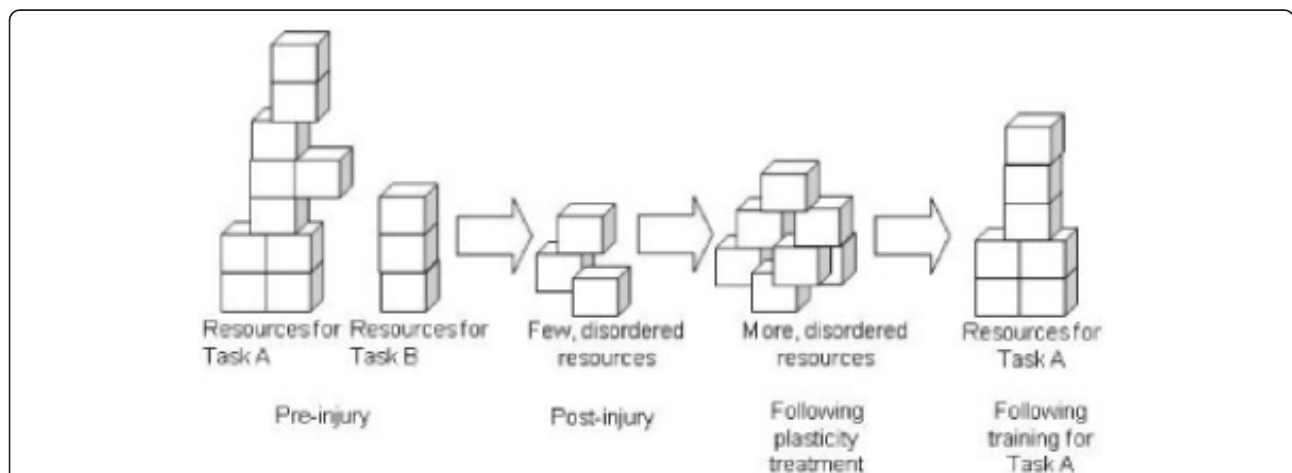 Resources for
Task A
Resources for
Task B
Few, disordered
resources
More, disordered
resources
Resources for
Task A
Pre-injury
Post-injury
Following
plasticity
treatment
Following
training for
Task A